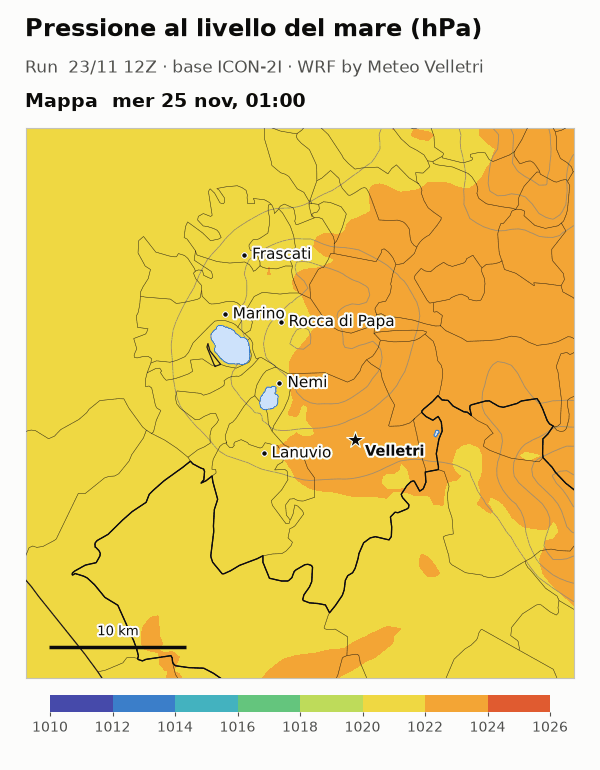 Pressione al livello del mare (hPa)
Run  23/11 12Z · base ICON-2I · WRF by Meteo Velletri
Mappa  mer 25 nov, 01:00
Frascati
Marino
Rocca di Papa
Nemi
Velletri
Lanuvio
10 km
1010 1012 1014 1016 1018 1020 1022 1024 1026